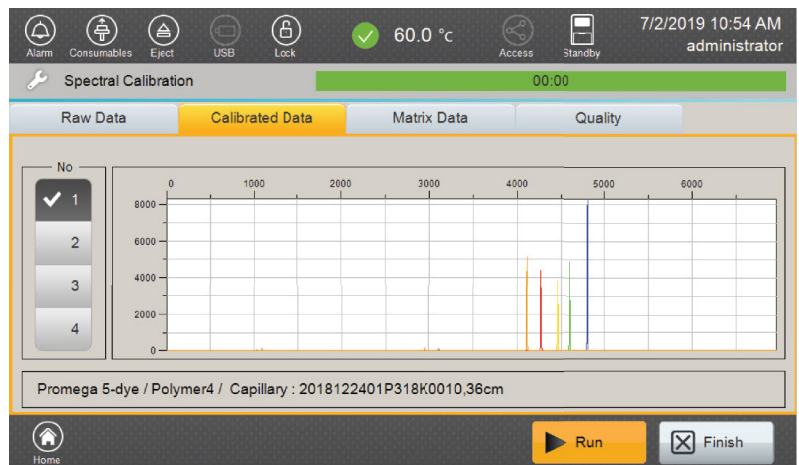 Alarm Consumables Eject USB Lock 60.0 °c Access Standby 7/2/2019 10:54 AM
administrator
Spectral Calibration 00:00
Raw Data Calibrated Data Matrix Data Quality
No
1
2
3
4
0 1000 2000 3000 4000 5000 6000
8000
6000
4000
2000
0
Promega 5-dye / Polymer4 / Capillary : 2018122401P318K0010,36cm
Home Run Finish